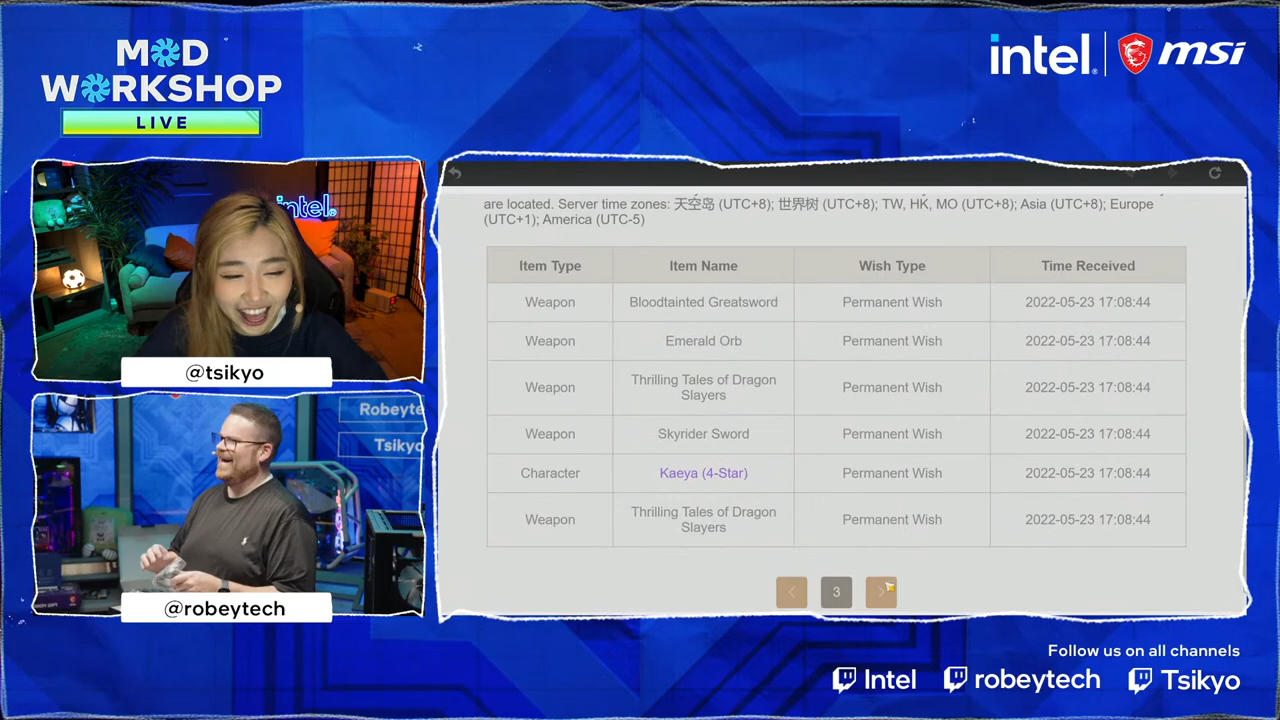 MOD
WORKSHOP
LIVE
intel. msi
intel.
@tsikyo
Robeyte
Tsikyo
@robeytech
are located. Server time zones: 天空岛 (UTC+8); 世界树 (UTC+8); TW, HK, MO (UTC+8); Asia (UTC+8); Europe
(UTC+1); America (UTC-5)
Item Type Item Name Wish Type Time Received
Weapon Bloodtainted Greatsword Permanent Wish 2022-05-23 17:08:44
Weapon Emerald Orb Permanent Wish 2022-05-23 17:08:44
Weapon Thrilling Tales of Dragon Slayers Permanent Wish 2022-05-23 17:08:44
Weapon Skyrider Sword Permanent Wish 2022-05-23 17:08:44
Character Kaeya (4-Star) Permanent Wish 2022-05-23 17:08:44
Weapon Thrilling Tales of Dragon Slayers Permanent Wish 2022-05-23 17:08:44
< 3 >
Follow us on all channels
Intel robeytech Tsikyo